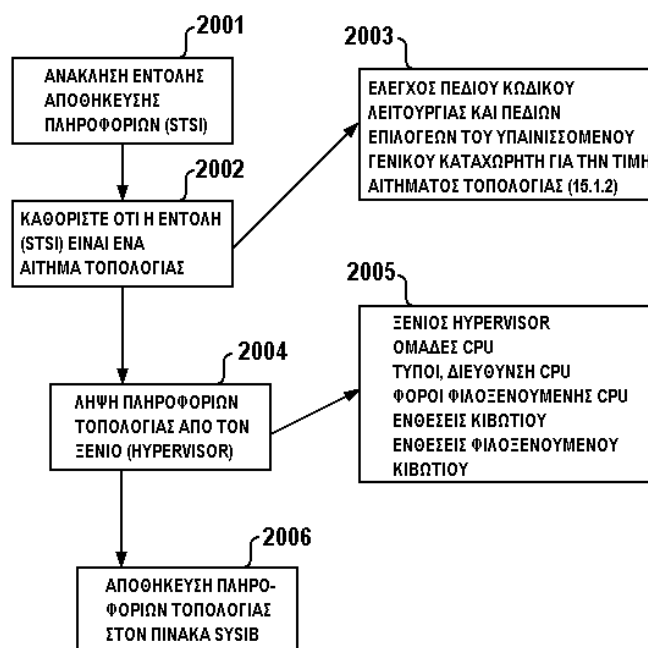 2001
ΑΝΑΚΛΗΣΗ ΕΝΤΟΛΗΣ
ΑΠΟΘΗΚΕΥΣΗΣ
ΠΛΗΡΟΦΟΡΙΩΝ (STSI)
2002
ΚΑΘΟΡΙΣΤΕ ΟΤΙ Η ΕΝΤΟΛΗ
(STSI) ΕΙΝΑΙ ΕΝΑ
ΑΙΤΗΜΑ ΤΟΠΟΛΟΓΙΑΣ
2003
ΕΛΕΓΧΟΣ ΠΕΔΙΟΥ ΚΩΔΙΚΟΥ
ΛΕΙΤΟΥΡΓΙΑΣ ΚΑΙ ΠΕΔΙΩΝ
ΕΠΙΛΟΓΕΩΝ ΤΟΥ ΥΠΑΙΝΙΣΣΟΜΕΝΟΥ
ΓΕΝΙΚΟΥ ΚΑΤΑΧΩΡΗΤΗ ΓΙΑ ΤΗΝ ΤΙΜΗ
ΑΙΤΗΜΑΤΟΣ ΤΟΠΟΛΟΓΙΑΣ (15.1.2)
2004
ΛΗΨΗ ΠΛΗΡΟΦΟΡΙΩΝ
ΤΟΠΟΛΟΓΙΑΣ ΑΠΟ ΤΟΝ
ΞΕΝΙΟ (HYPERVISOR)
2005
ΞΕΝΙΟΣ HYPERVISOR
ΟΜΑΔΕΣ CPU
ΤΥΠΟΙ, ΔΙΕΥΘΥΝΣΗ CPU
ΦΟΡΟΙ ΦΙΛΟΞΕΝΟΥΜΕΝΗΣ CPU
ΕΝΘΕΣΕΙΣ ΚΙΒΩΤΙΟΥ
ΕΝΘΕΣΕΙΣ ΦΙΛΟΞΕΝΟΥΜΕΝΟΥ
ΚΙΒΩΤΙΟΥ
2006
ΑΠΟΘΗΚΕΥΣΗ ΠΛΗΡΟ-
ΦΟΡΙΩΝ ΤΟΠΟΛΟΓΙΑΣ
ΣΤΟΝ ΠΙΝΑΚΑ SYSIB